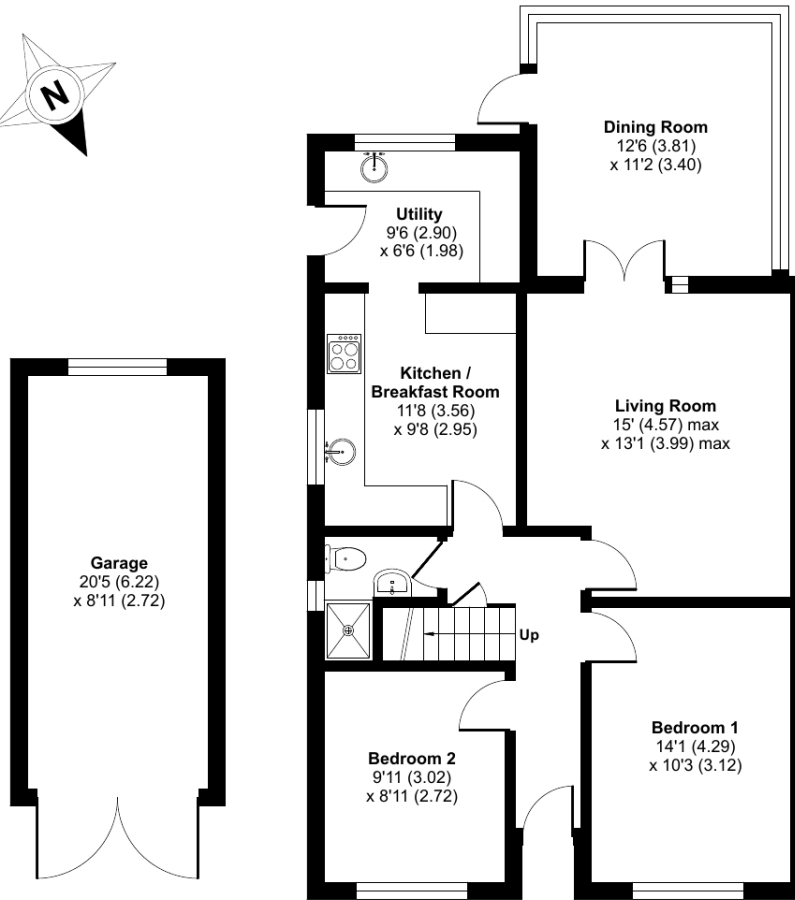 N
Dining Room
12'6 (3.81)
x 11'2 (3.40)
Utility
9'6 (2.90)
x 6'6 (1.98)
Kitchen /
Breakfast Room
11'8 (3.56)
x 9'8 (2.95)
Living Room
15' (4.57) max
x 13'1 (3.99) max
Garage
20'5 (6.22)
x 8'11 (2.72)
Up
Bedroom 1
14'1 (4.29)
x 10'3 (3.12)
Bedroom 2
9'11 (3.02)
x 8'11 (2.72)